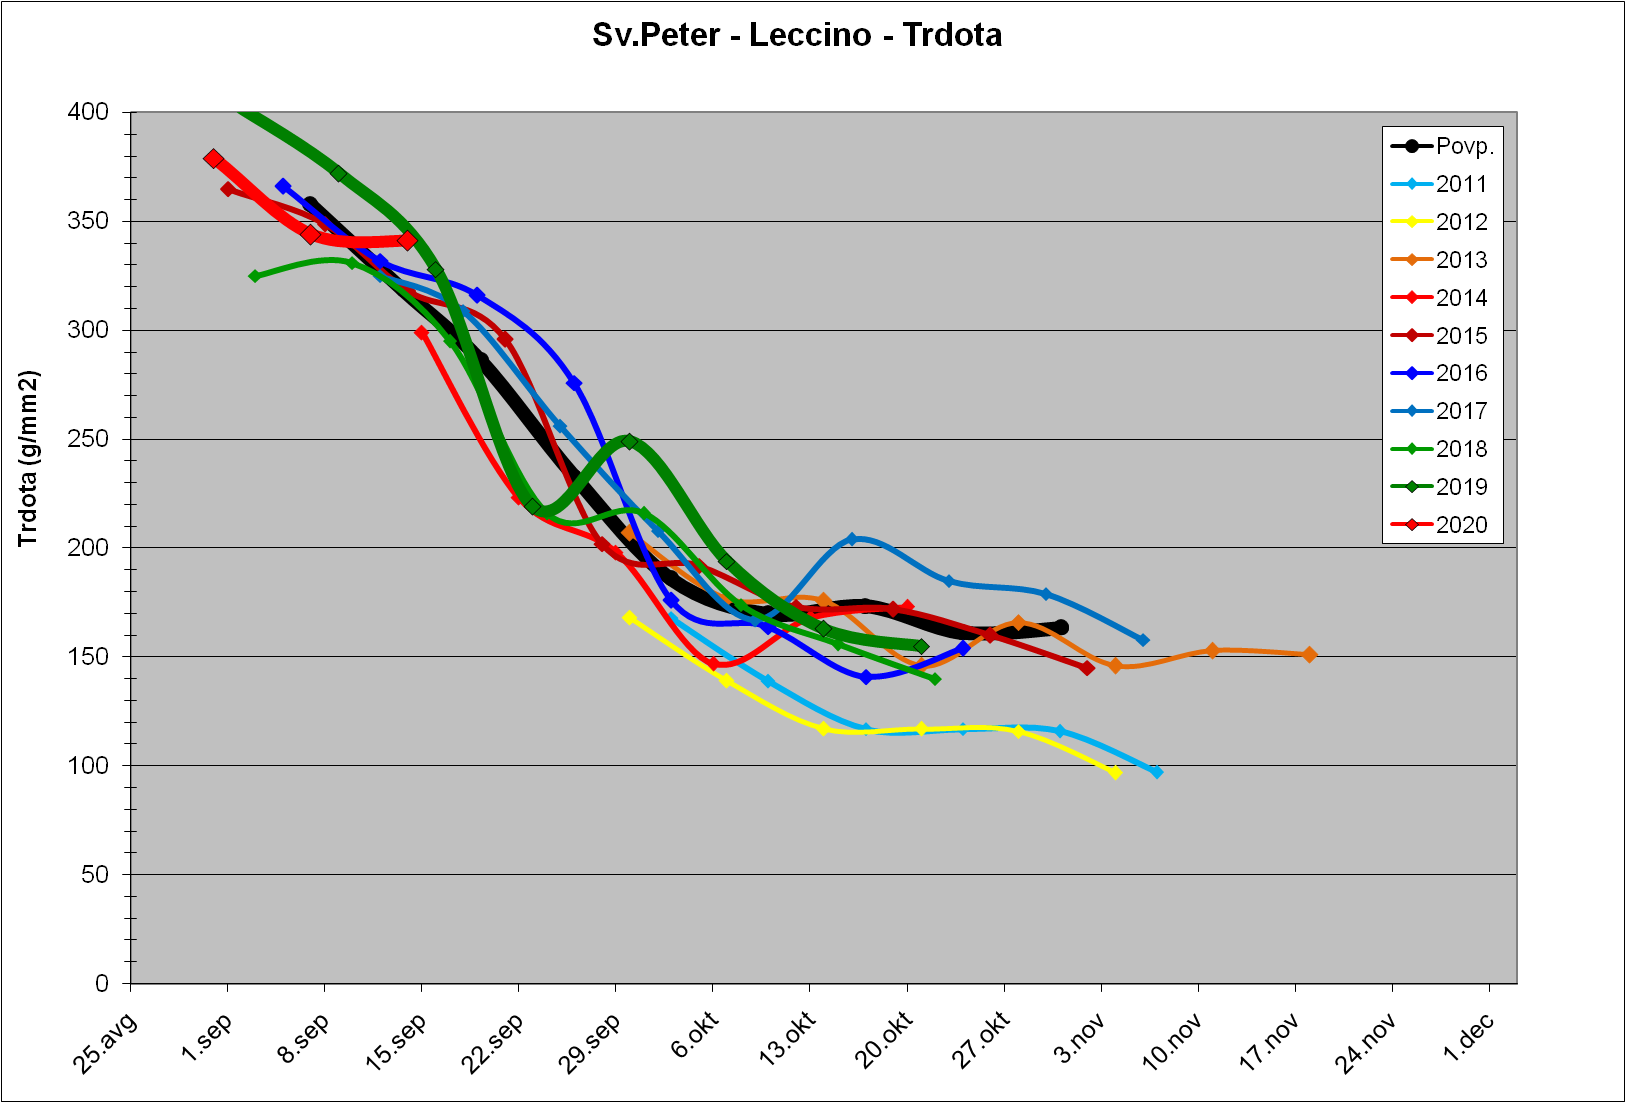 Sv.Peter - Leccino - Trdota
Trdota (g/mm2)
400
350
300
250
200
150
100
50
0
25.avg
1.sep
8.sep
15.sep
22.sep
29.sep
6.okt
13.okt
20.okt
27.okt
3.nov
10.nov
17.nov
24.nov
1.dec
Povp.
2011
2012
2013
2014
2015
2016
2017
2018
2019
2020